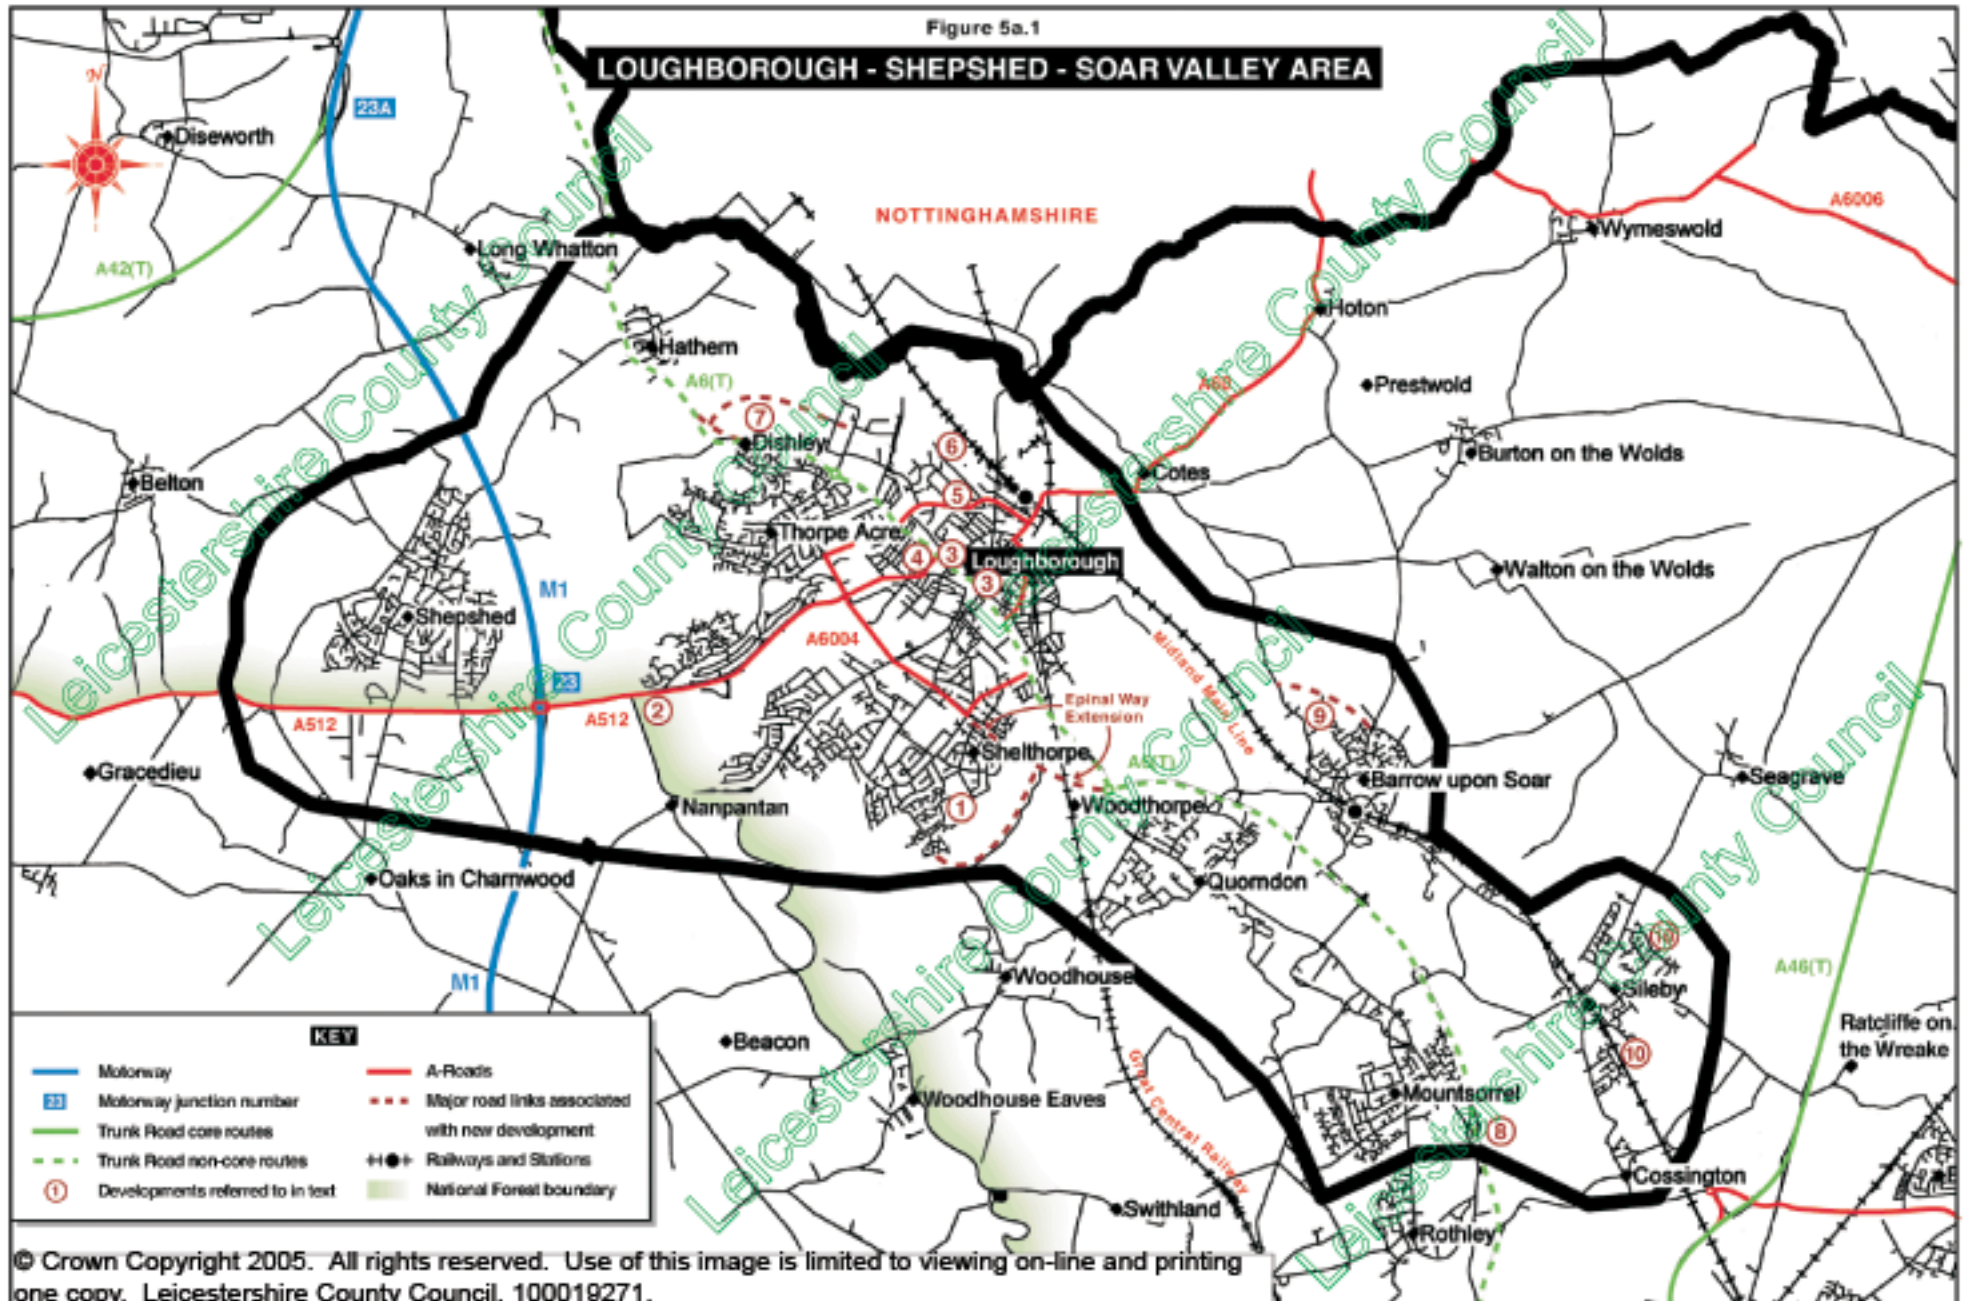 Figure 5a.1
LOUGHBOROUGH - SHEPSHED - SOAR VALLEY AREA
N
23A
Diseworth
NOTTINGHAMSHIRE
A6006
Wymeswold
Long Whatton
A42(T)
Hoton
Hathern
A6(T)
A60
Prestwold
7
Dishley
6
Burton on the Wolds
Belton
Cotes
5
Thorpe Acre
4
3
Loughborough
3
Walton on the Wolds
M1
Shepshed
A6004
Midland Main Line
23
Epinal Way
Extension
2
A512
A512
9
Shelthorpe
A6(T)
Gracedieu
Barrow upon Soar
Seagrave
Nanpantan
1
Woodthorpe
Oaks in Charnwood
Quorndon
10
M1
Woodhouse
A46(T)
Sileby
Ratcliffe on
the Wreake
Beacon
10
Great Central Railway
Woodhouse Eaves
Mountsorrel
8
Cossington
Swithland
Rothley
KEY
Motorway
23 Motorway junction number
Trunk Road core routes
Trunk Road non-core routes
1 Developments referred to in text
A-Roads
Major road links associated
with new development
Railways and Stations
National Forest boundary
Leicestershire County Council
Leicestershire County Council
Leicestershire County Council
Leicestershire County Council
Leicestershire County Council
Leicestershire County Council
© Crown Copyright 2005. All rights reserved. Use of this image is limited to viewing on-line and printing
one copy. Leicestershire County Council. 100019271.